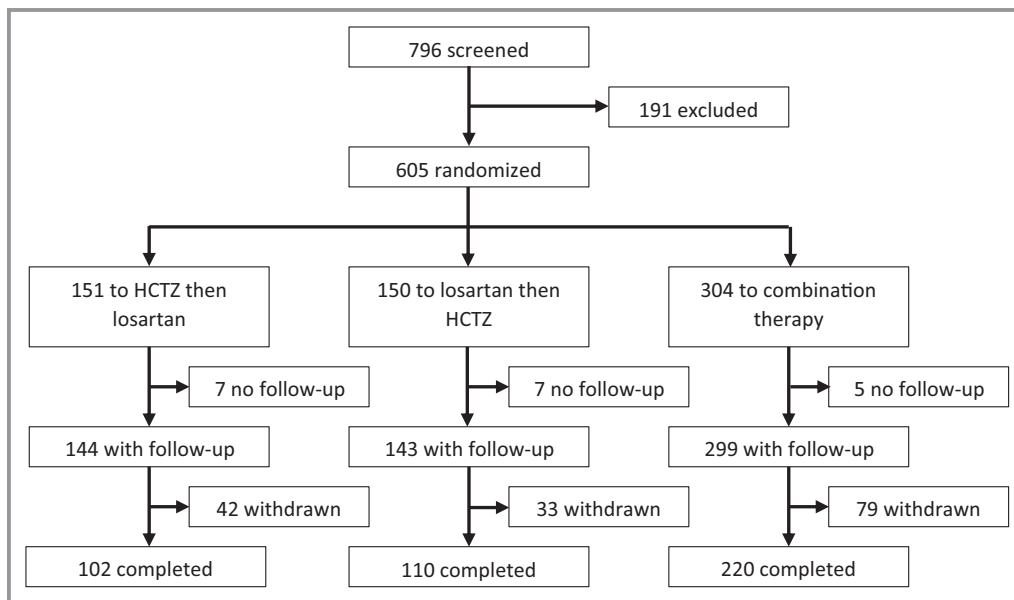 796 screened
191 excluded
605 randomized
151 to HCTZ then
losartan
150 to losartan then
HCTZ
304 to combination
therapy
7 no follow-up
7 no follow-up
5 no follow-up
144 with follow-up
143 with follow-up
299 with follow-up
42 withdrawn
33 withdrawn
79 withdrawn
102 completed
110 completed
220 completed